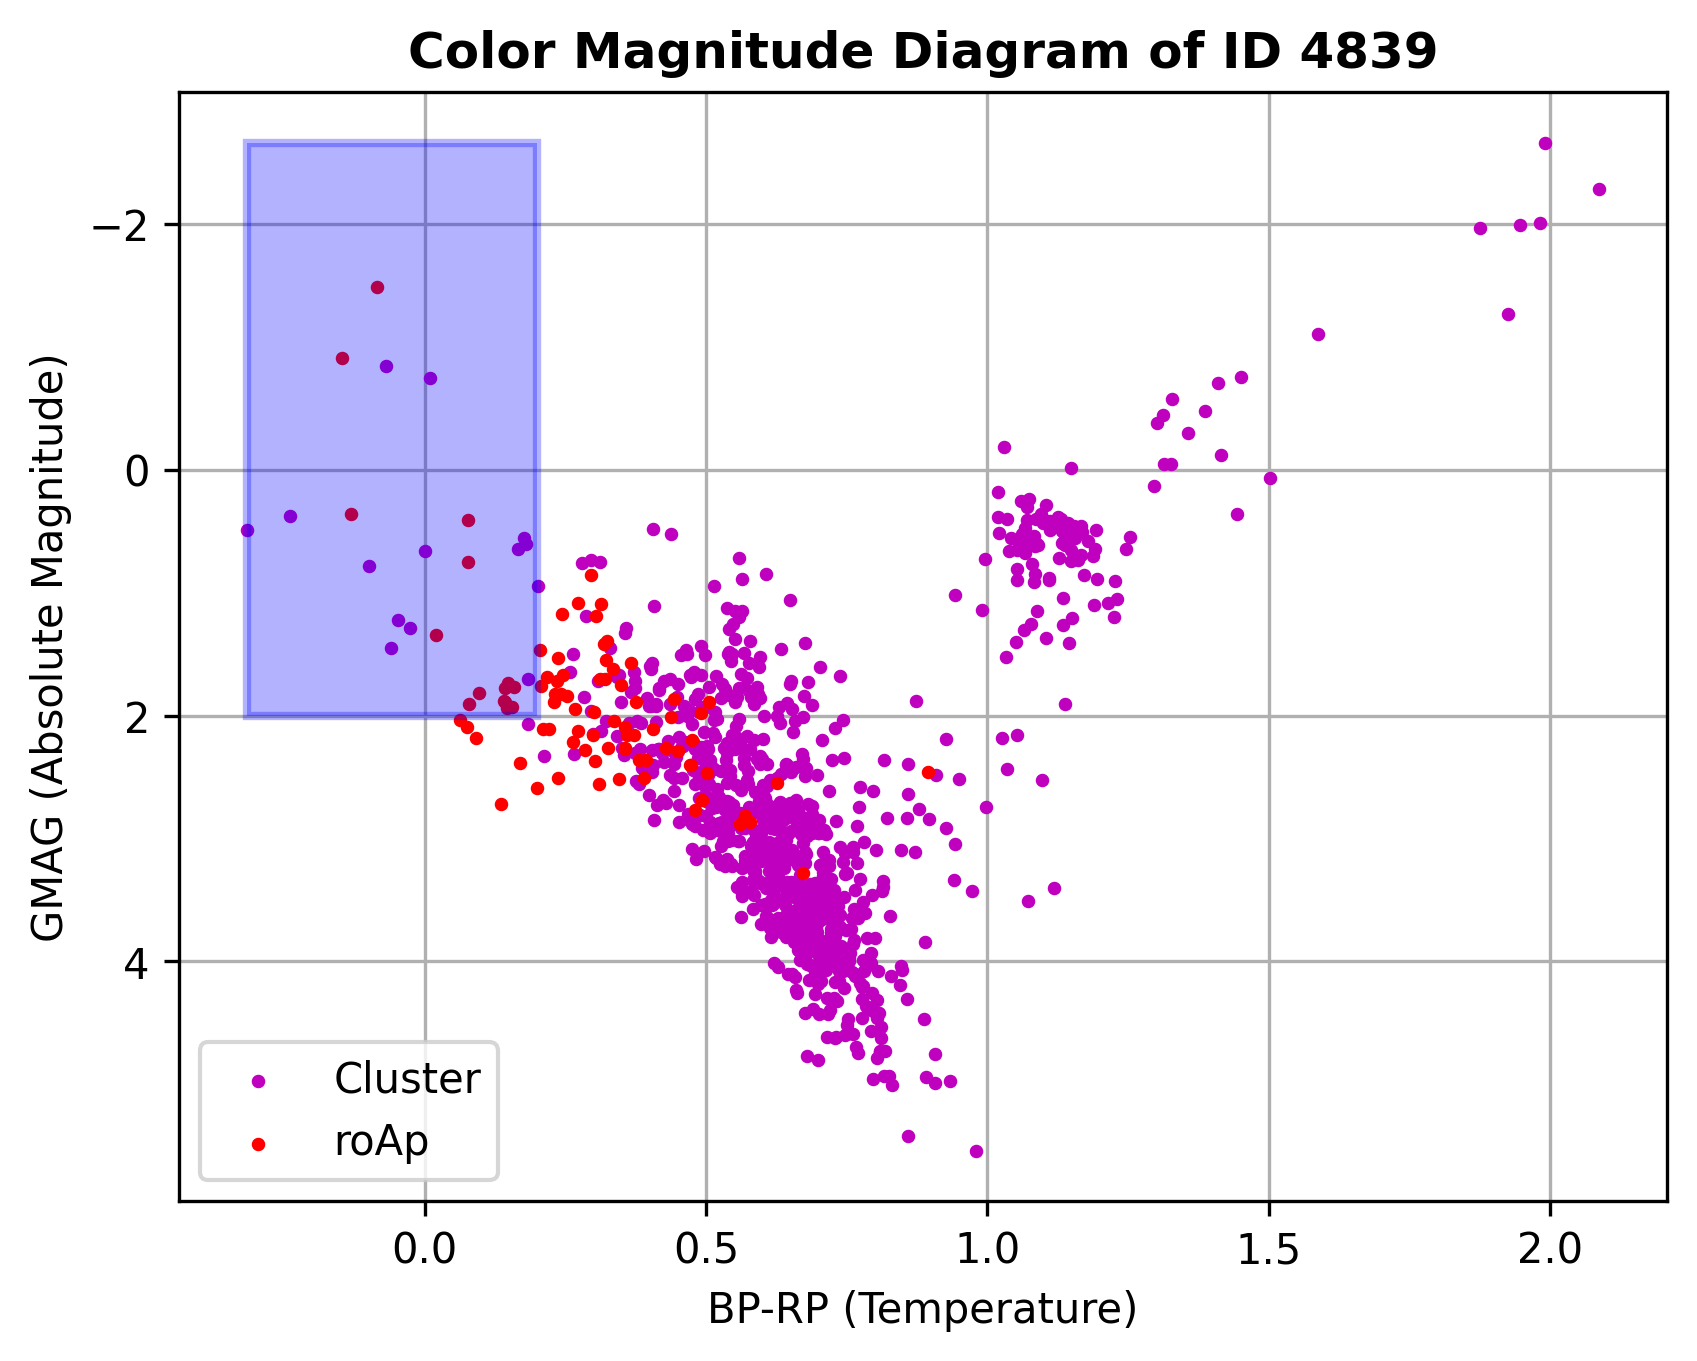 Color Magnitude Diagram of ID 4839
GMAG (Absolute Magnitude)
−2
0
2
4
Cluster
roAp
0.0 0.5 1.0 1.5 2.0
BP-RP (Temperature)